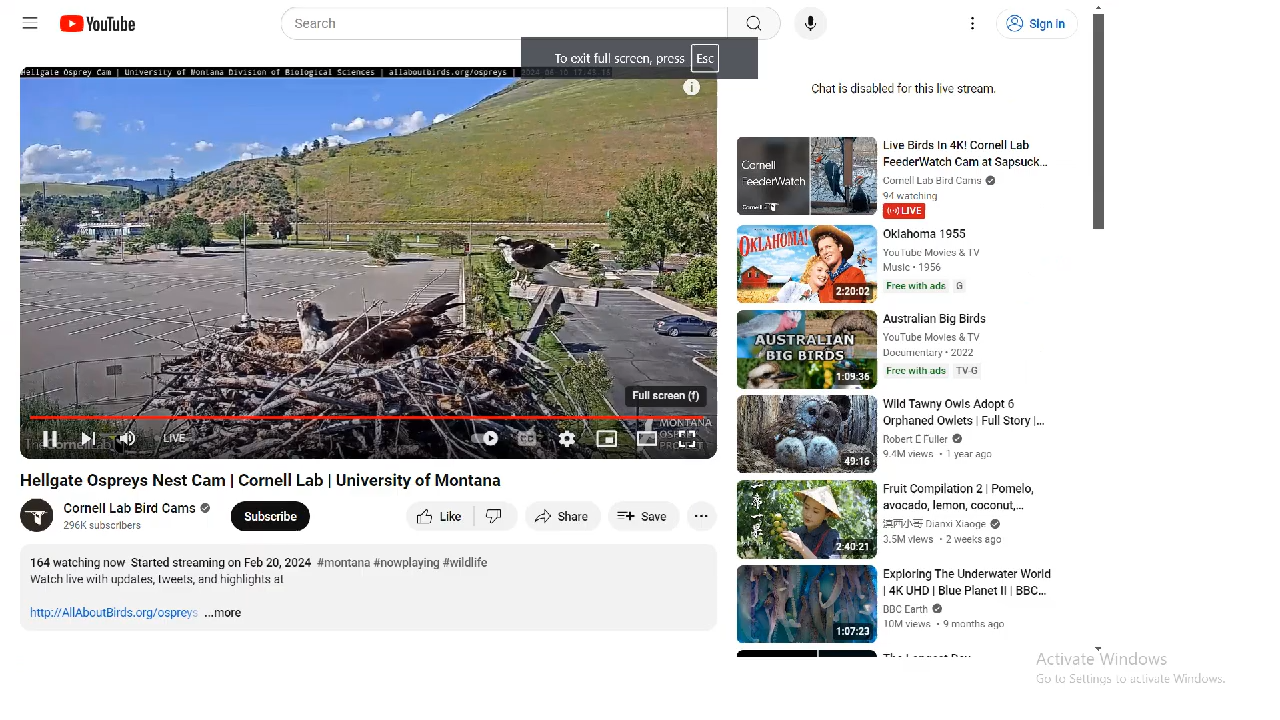 YouTube
Search
Sign in
To exit full screen, press Esc
Hellgate Osprey Cam | University of Montana Division of Biological Sciences | allaboutbirds.org/ospreys |
Full screen (f)
LIVE
TheCornellLab
MONTANA
OSPREY
PROJECT
Hellgate Ospreys Nest Cam | Cornell Lab | University of Montana
Cornell Lab Bird Cams
296K subscribers
Subscribe
Like
Share
Save
164 watching now Started streaming on Feb 20, 2024 #montana #nowplaying #wildlife
Watch live with updates, tweets, and highlights at
http://AllAboutBirds.org/ospreys ...more
Chat is disabled for this live stream.
Cornell
FeederWatch
Live Birds In 4K! Cornell Lab
FeederWatch Cam at Sapsuck...
Cornell Lab Bird Cams
94 watching
LIVE
OKLAHOMA!
2:20:02
Oklahoma 1955
YouTube Movies & TV
Music • 1956
Free with ads G
AUSTRALIAN
BIG BIRDS
1:09:36
Australian Big Birds
YouTube Movies & TV
Documentary • 2022
Free with ads TV-G
49:16
Wild Tawny Owls Adopt 6
Orphaned Owlets | Full Story |...
Robert E Fuller
9.4M views • 1 year ago
2:40:21
Fruit Compilation 2 | Pomelo,
avocado, lemon, coconut,...
滇西小哥 Dianxi Xiaoge
3.5M views • 2 weeks ago
1:07:23
Exploring The Underwater World
| 4K UHD | Blue Planet II | BBC...
BBC Earth
10M views • 9 months ago
The Longest Day
Activate Windows
Go to Settings to activate Windows.